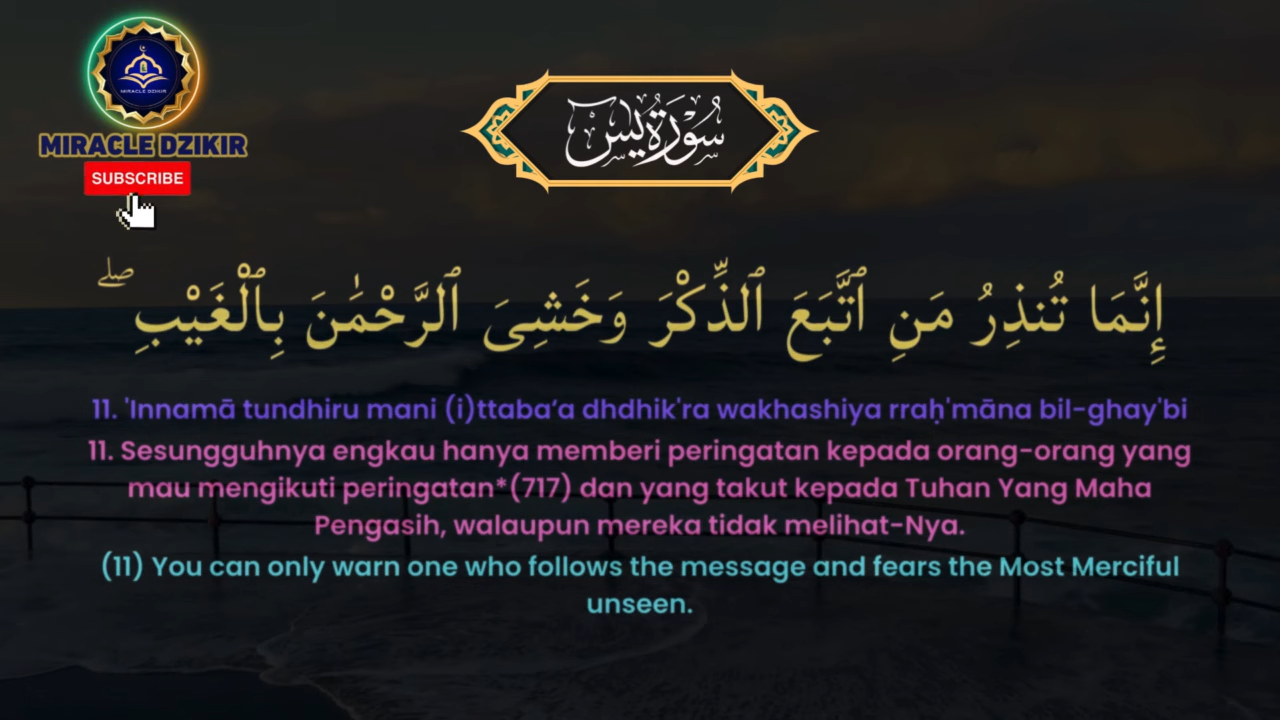 MIRACLE DZIKIR
MIRACLE DZIKIR
SUBSCRIBE
سُورَةُ يس
إِنَّمَا تُنذِرُ مَنِ ٱتَّبَعَ ٱلذِّكْرَ وَخَشِىَ ٱلرَّحْمَٰنَ بِٱلْغَيْبِ ۖ
11. 'Innamā tundhiru mani (i)ttaba‘a dhdhik'ra wakhashiya rraḥ'māna bil-ghay'bi
11. Sesungguhnya engkau hanya memberi peringatan kepada orang-orang yang
mau mengikuti peringatan*(717) dan yang takut kepada Tuhan Yang Maha
Pengasih, walaupun mereka tidak melihat-Nya.
(11) You can only warn one who follows the message and fears the Most Merciful
unseen.